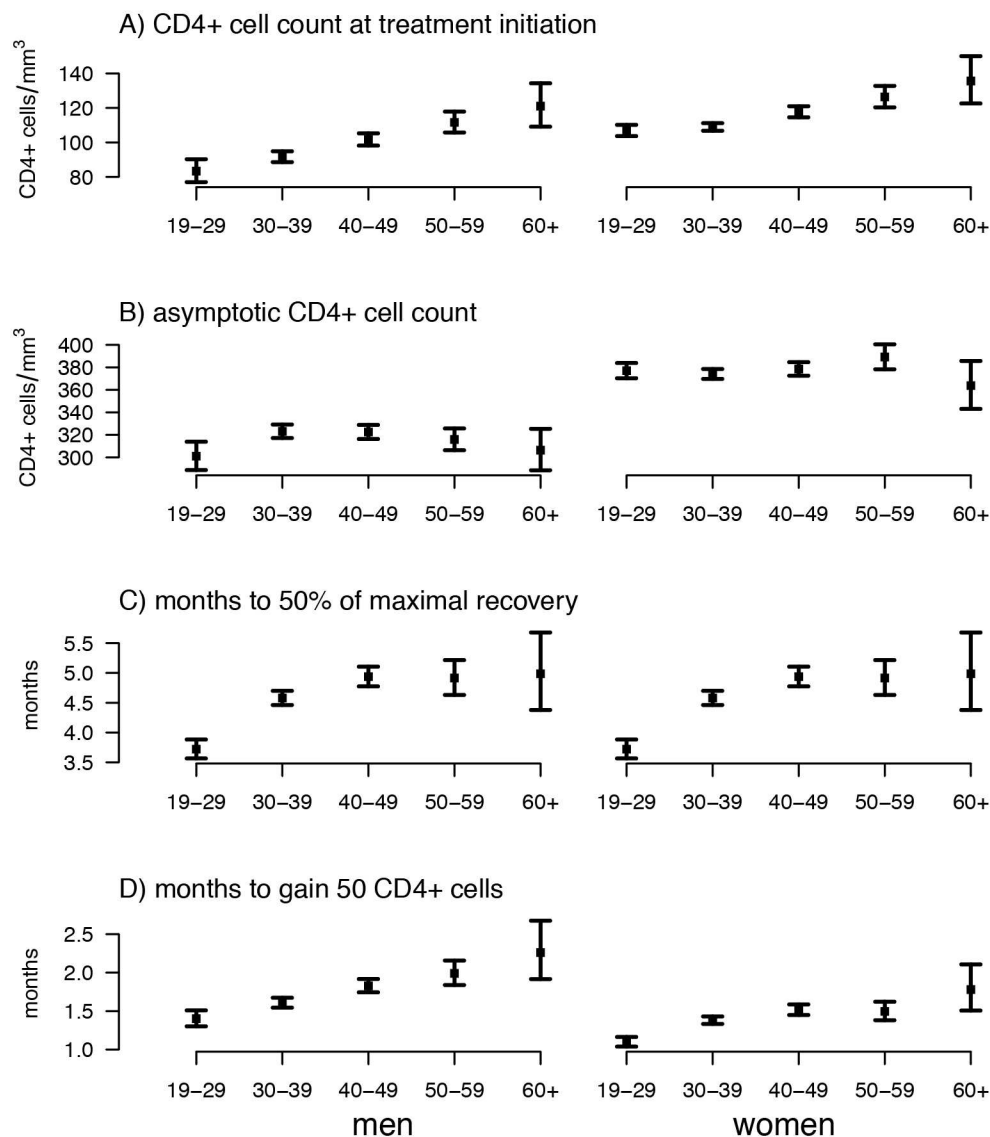 A) CD4+ cell count at treatment initiation
CD4+ cells/mm³
140
120
100
80
19−29 30−39 40−49 50−59 60+ 19−29 30−39 40−49 50−59 60+
B) asymptotic CD4+ cell count
CD4+ cells/mm³
400
380
360
340
320
300
19−29 30−39 40−49 50−59 60+ 19−29 30−39 40−49 50−59 60+
C) months to 50% of maximal recovery
months
5.5
5.0
4.5
4.0
3.5
19−29 30−39 40−49 50−59 60+ 19−29 30−39 40−49 50−59 60+
D) months to gain 50 CD4+ cells
months
2.5
2.0
1.5
1.0
19−29 30−39 40−49 50−59 60+ 19−29 30−39 40−49 50−59 60+
men women